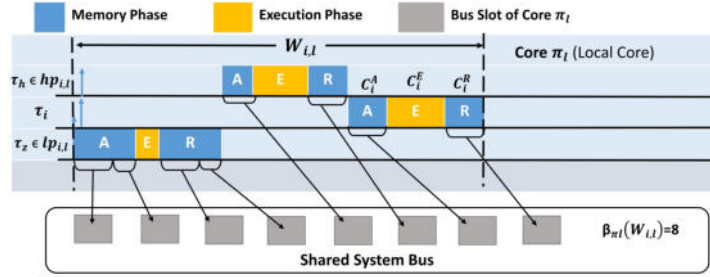 Memory Phase Execution Phase Bus Slot of Core π_l
W_{i,l}
Core π_l (Local Core)
τ_h ∈ hp_{i,l} A E R C_i^A C_i^E C_i^R
τ_i A E R
τ_z ∈ lp_{i,l} A E R
β_{πl}(W_{i,l})=8
Shared System Bus